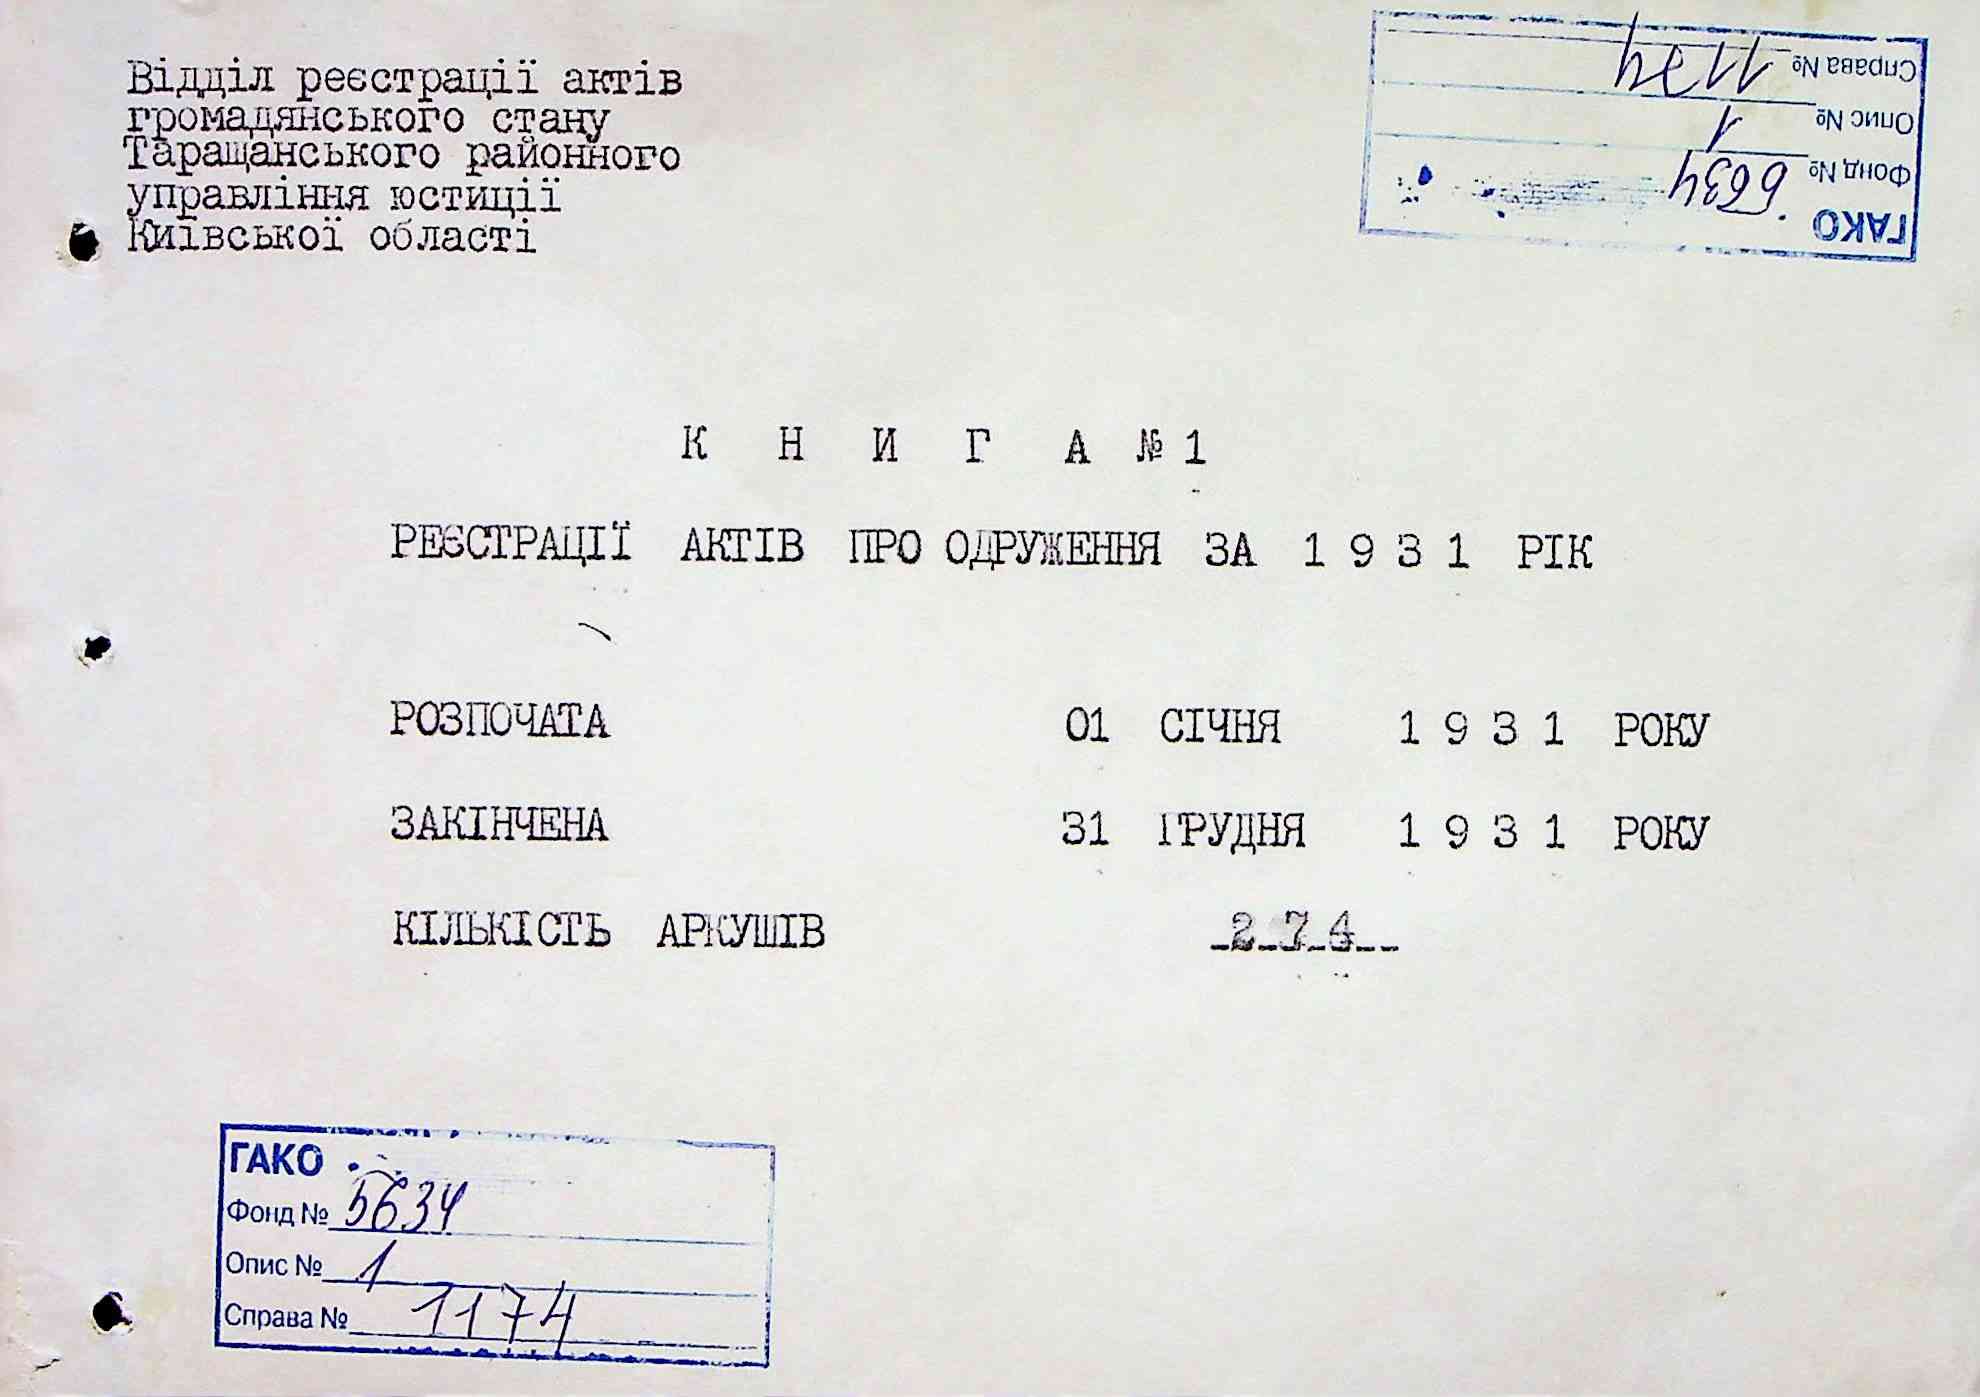 Відділ реєстрації актів
громадянського стану
Таращанського районного
управління юстиції
Київської області
ГАКО
Фонд № 5634
Опис № 1
Справа № 1174
К Н И Г А № 1
РЕЄСТРАЦІЇ АКТІВ ПРО ОДРУЖЕННЯ ЗА 1 9 3 1 РІК
РОЗПОЧАТА 01 СІЧНЯ 1 9 3 1 РОКУ
ЗАКІНЧЕНА 31 ГРУДНЯ 1 9 3 1 РОКУ
КІЛЬКІСТЬ АРКУШІВ 2 7 4
ГАКО
Фонд № 5634
Опис № 1
Справа № 1174